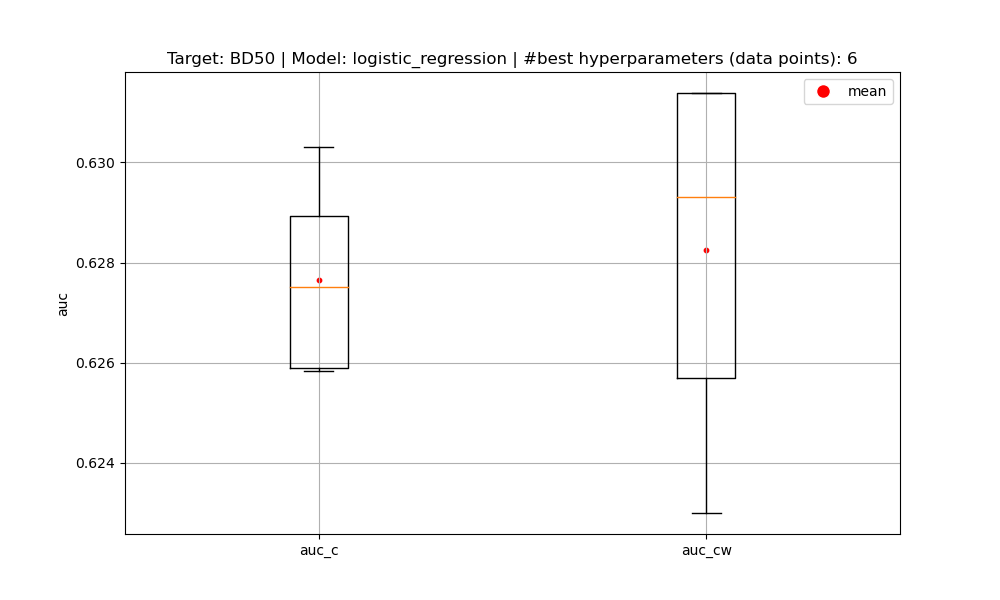 Target: BD50 | Model: logistic_regression | #best hyperparameters (data points): 6
mean
0.630
0.628
0.626
0.624
auc
auc_c
auc_cw